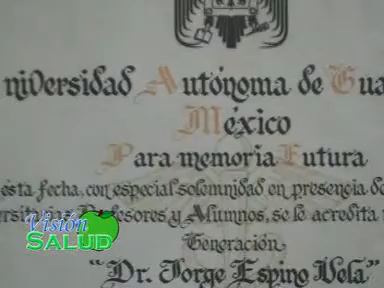 niversidad Autónoma de Gua
México
Para memoria Futura
esta fecha, con especial solemnidad en presencia de
ersitarias, Profesores y Alumnos, se le acredita
Generación
"Dr. Jorge Espino Vela"
Visión
SALUD